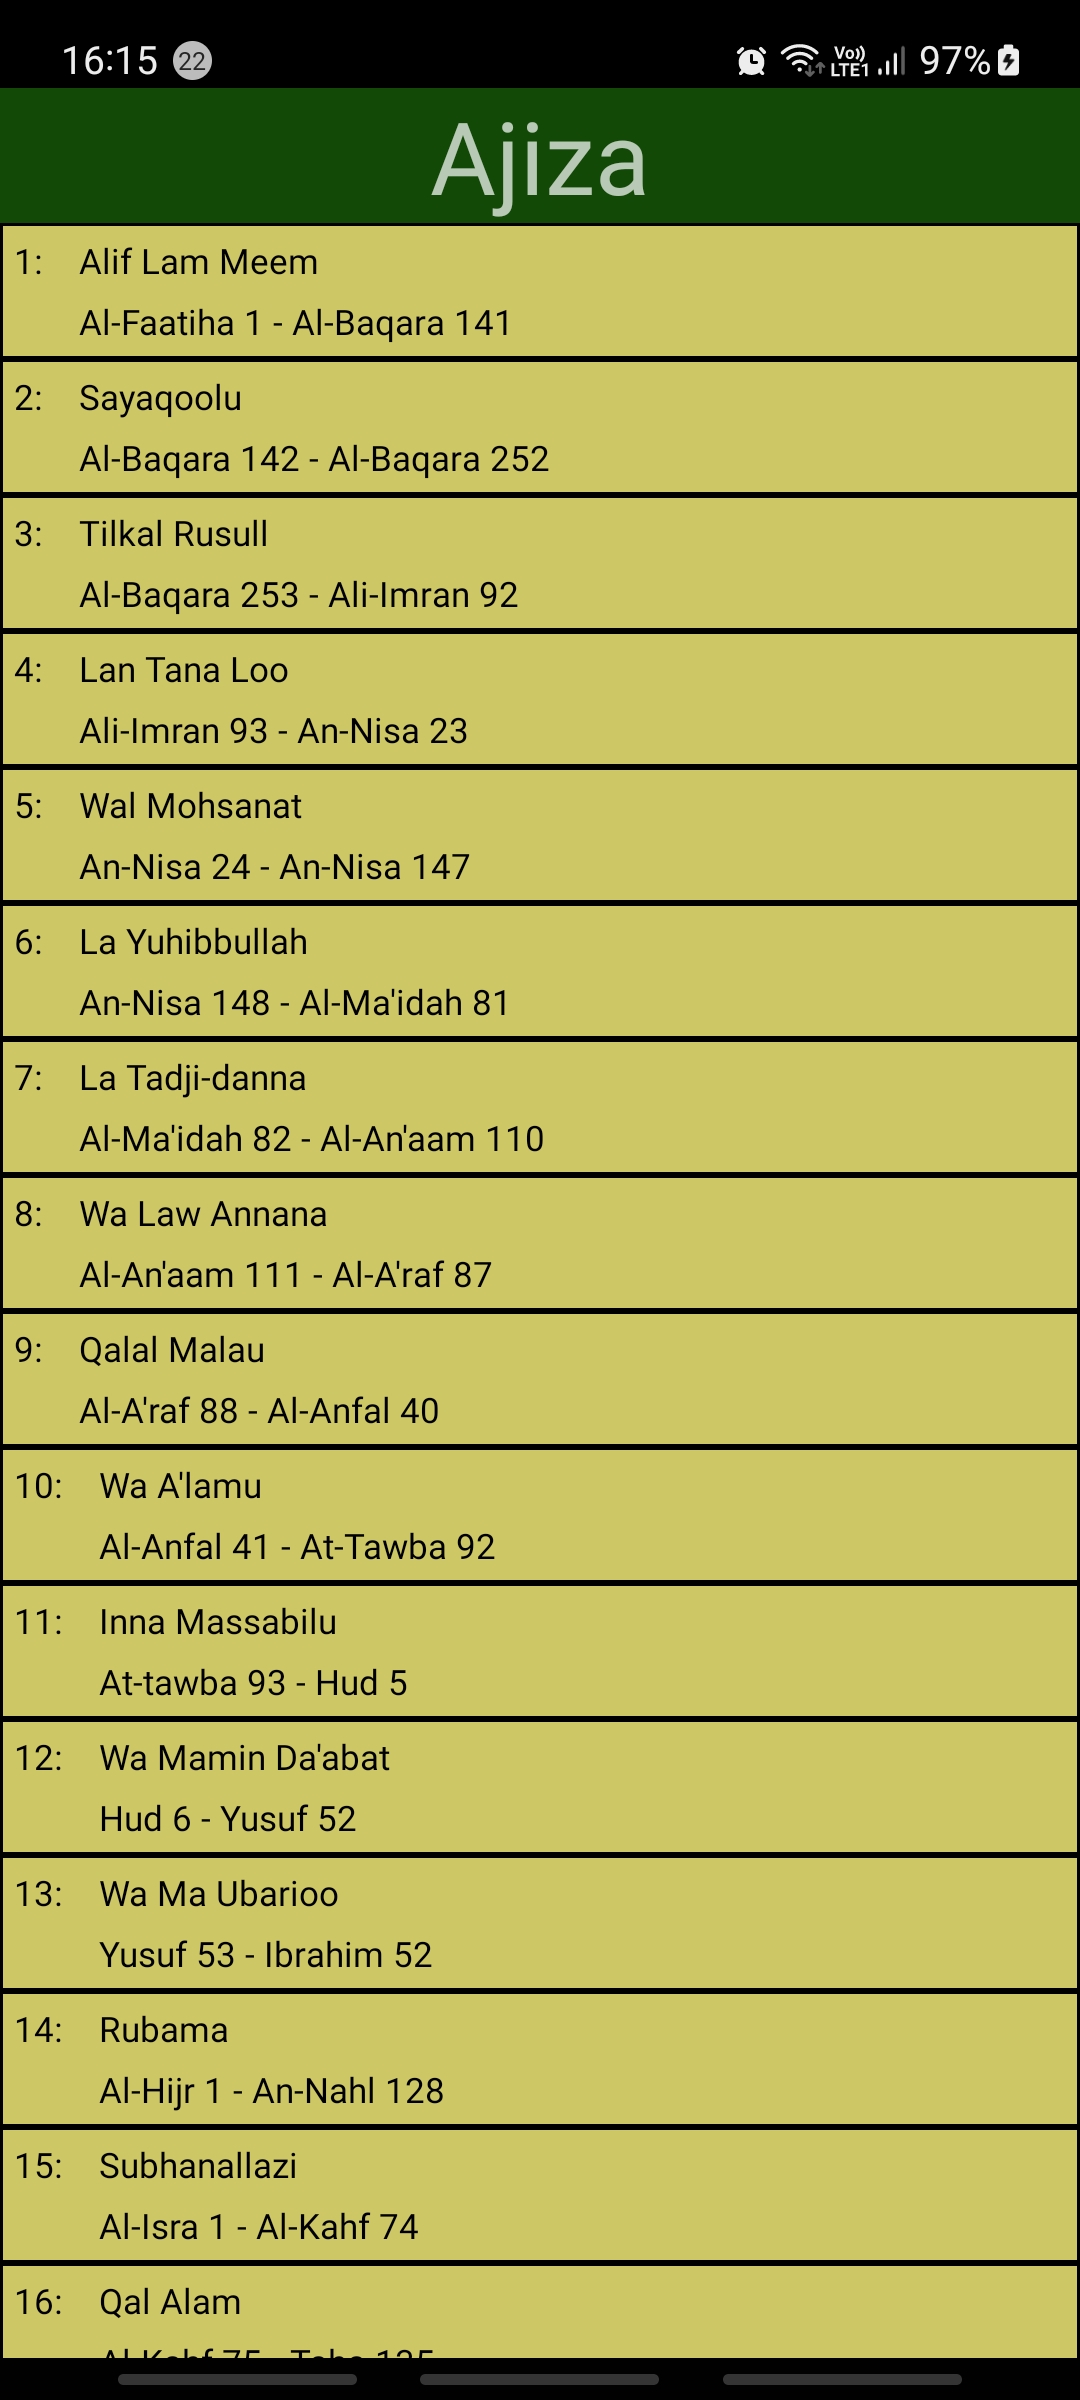 16:15 22 Vo)) LTE1 97%
Ajiza
1: Alif Lam Meem
Al-Faatiha 1 - Al-Baqara 141
2: Sayaqoolu
Al-Baqara 142 - Al-Baqara 252
3: Tilkal Rusull
Al-Baqara 253 - Ali-Imran 92
4: Lan Tana Loo
Ali-Imran 93 - An-Nisa 23
5: Wal Mohsanat
An-Nisa 24 - An-Nisa 147
6: La Yuhibbullah
An-Nisa 148 - Al-Ma'idah 81
7: La Tadji-danna
Al-Ma'idah 82 - Al-An'aam 110
8: Wa Law Annana
Al-An'aam 111 - Al-A'raf 87
9: Qalal Malau
Al-A'raf 88 - Al-Anfal 40
10: Wa A'lamu
Al-Anfal 41 - At-Tawba 92
11: Inna Massabilu
At-tawba 93 - Hud 5
12: Wa Mamin Da'abat
Hud 6 - Yusuf 52
13: Wa Ma Ubarioo
Yusuf 53 - Ibrahim 52
14: Rubama
Al-Hijr 1 - An-Nahl 128
15: Subhanallazi
Al-Isra 1 - Al-Kahf 74
16: Qal Alam